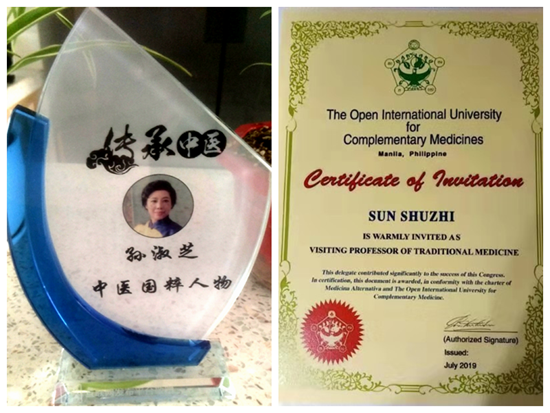 传承中医
孙淑芝
中医国粹人物
The Open International University
for
Complementary Medicines
Manila, Philippine
Certificate of Invitation
SUN SHUZHI
IS WARMLY INVITED AS
VISITING PROFESSOR OF TRADITIONAL MEDICINE
This delegate contributed significantly to the success of this Congress.
In certification, this document is awarded, in conformity with the charter of
Medicina Alternativa and The Open International University for
Complementary Medicine.
(Authorized Signature)
Issued:
July 2019